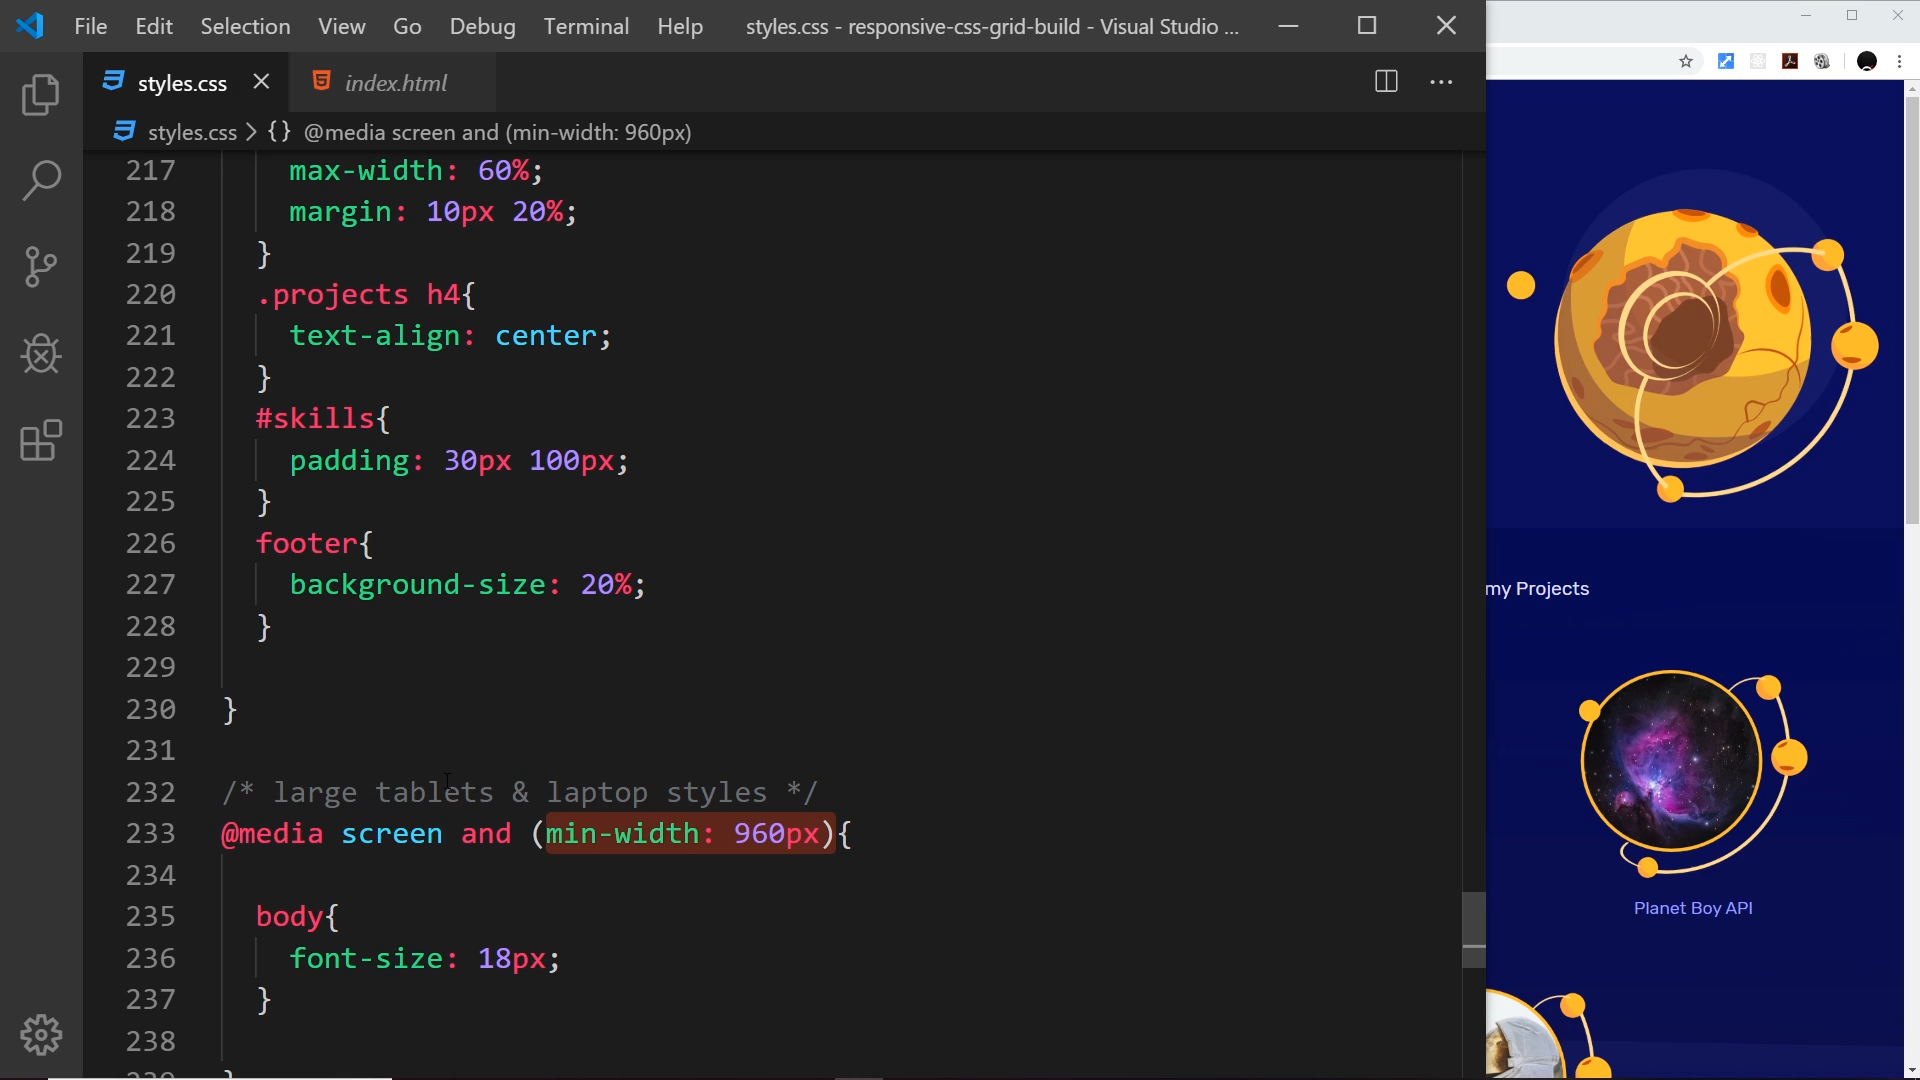 File Edit Selection View Go Debug Terminal Help styles.css - responsive-css-grid-build - Visual Studio ...
styles.css index.html
styles.css > {} @media screen and (min-width: 960px)
217 max-width: 60%;
218 margin: 10px 20%;
219 }
220 .projects h4{
221 text-align: center;
222 }
223 #skills{
224 padding: 30px 100px;
225 }
226 footer{
227 background-size: 20%;
228 }
229
230 }
231
232 /* large tablets & laptop styles */
233 @media screen and (min-width: 960px){
234
235 body{
236 font-size: 18px;
237 }
238
my Projects
Planet Boy API